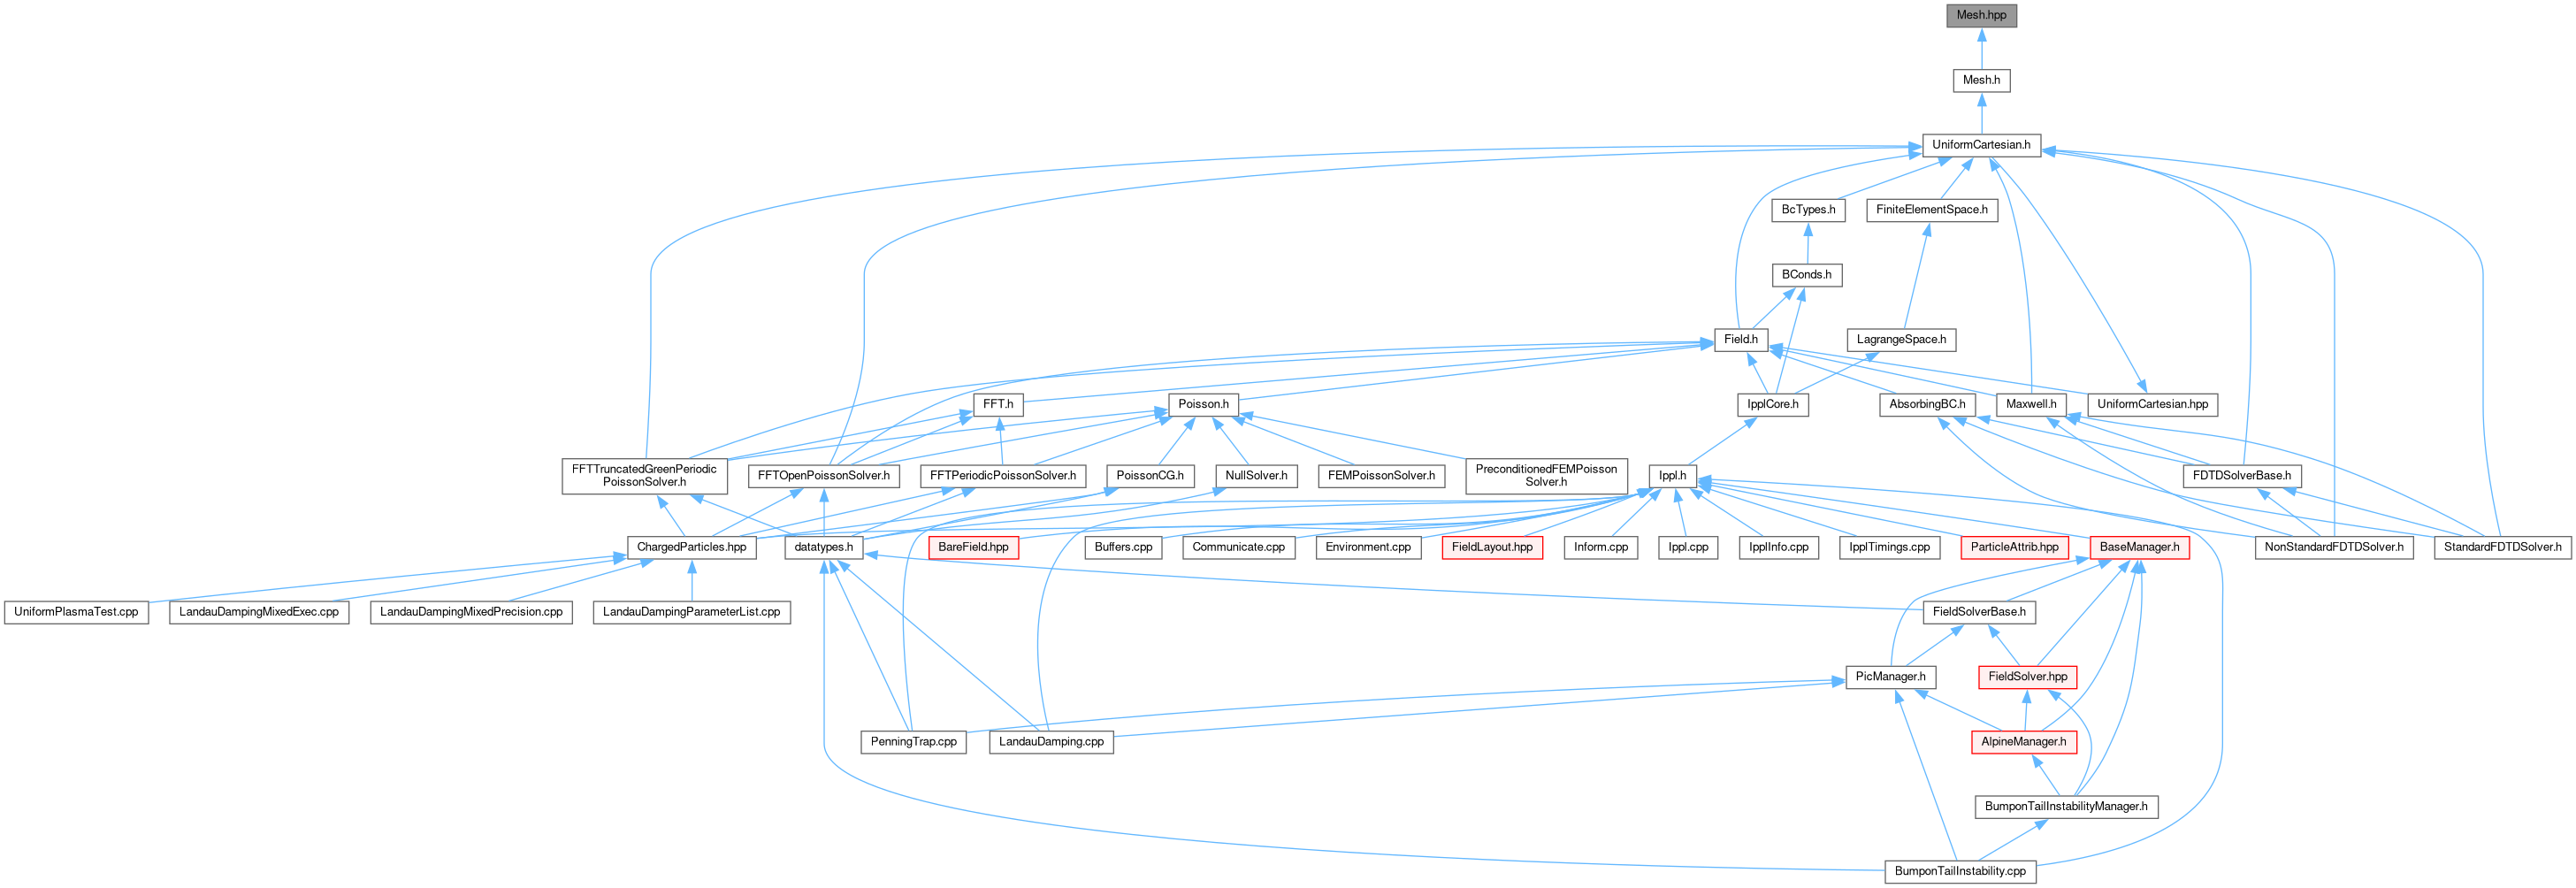 Mesh.hpp
Mesh.h
UniformCartesian.h
BcTypes.h
FiniteElementSpace.h
BConds.h
Field.h
LagrangeSpace.h
FFT.h
Poisson.h
IpplCore.h
AbsorbingBC.h
Maxwell.h
UniformCartesian.hpp
FFTTruncatedGreenPeriodic
PoissonSolver.h
FFTOpenPoissonSolver.h
FFTPeriodicPoissonSolver.h
PoissonCG.h
NullSolver.h
FEMPoissonSolver.h
PreconditionedFEMPoisson
Solver.h
Ippl.h
FDTDSolverBase.h
ChargedParticles.hpp
datatypes.h
BareField.hpp
Buffers.cpp
Communicate.cpp
Environment.cpp
FieldLayout.hpp
Inform.cpp
Ippl.cpp
IpplInfo.cpp
IpplTimings.cpp
ParticleAttrib.hpp
BaseManager.h
NonStandardFDTDSolver.h
StandardFDTDSolver.h
UniformPlasmaTest.cpp
LandauDampingMixedExec.cpp
LandauDampingMixedPrecision.cpp
LandauDampingParameterList.cpp
FieldSolverBase.h
PicManager.h
FieldSolver.hpp
PenningTrap.cpp
LandauDamping.cpp
AlpineManager.h
BumponTailInstabilityManager.h
BumponTailInstability.cpp